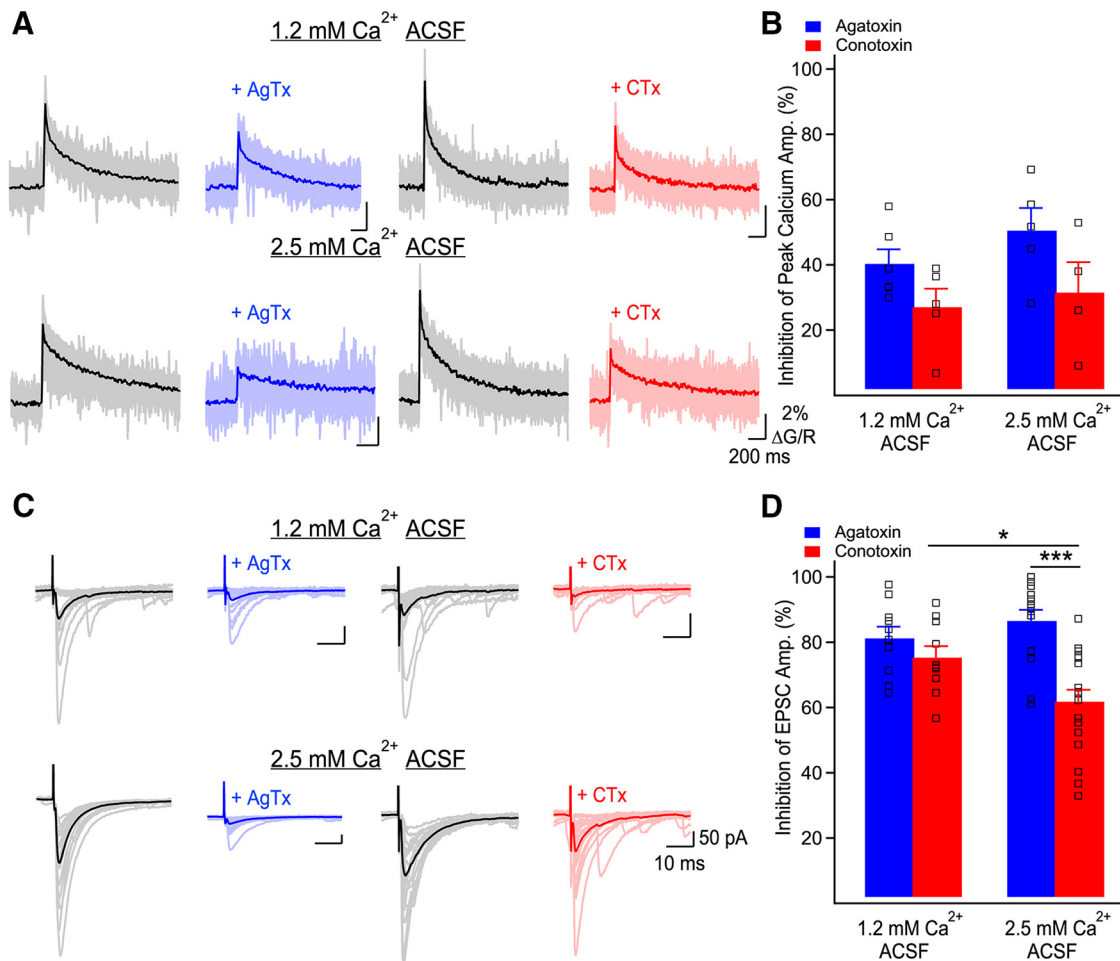 A
1.2 mM Ca2+ ACSF
+ AgTx
+ CTx
2.5 mM Ca2+ ACSF
+ AgTx
+ CTx
2%
ΔG/R
200 ms
B
Agatoxin
Conotoxin
Inhibition of Peak Calcium Amp. (%)
100
80
60
40
20
1.2 mM Ca2+
ACSF
2.5 mM Ca2+
ACSF
C
1.2 mM Ca2+ ACSF
+ AgTx
+ CTx
2.5 mM Ca2+ ACSF
+ AgTx
+ CTx
50 pA
10 ms
D
Agatoxin
Conotoxin
*
***
Inhibition of EPSC Amp. (%)
100
80
60
40
20
1.2 mM Ca2+
ACSF
2.5 mM Ca2+
ACSF